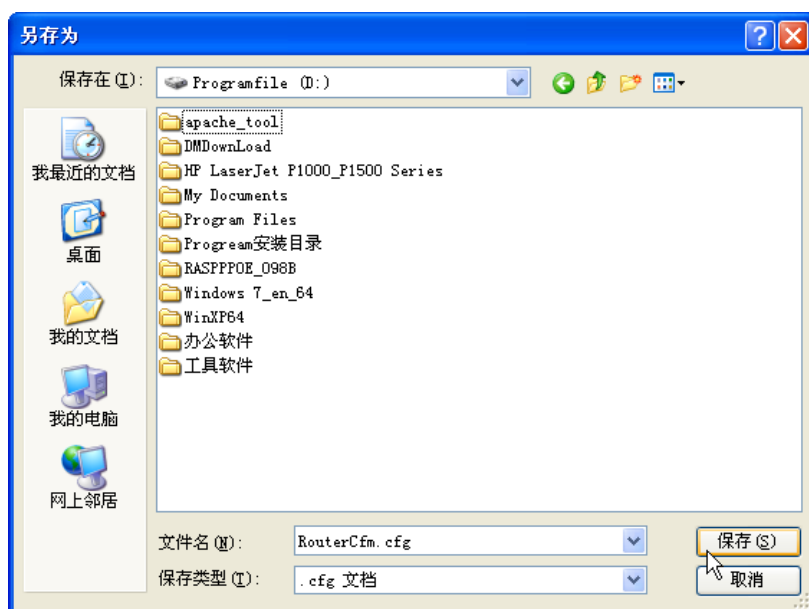 另存为
保存在(I):
Programfile (D:)
我最近的文档
桌面
我的文档
我的电脑
网上邻居
apache_tool
DMDownLoad
HP LaserJet P1000_P1500 Series
My Documents
Program Files
Progream安装目录
RASPPPOE_098B
Windows 7_en_64
WinXP64
办公软件
工具软件
文件名(N):
RouterCfm.cfg
保存(S)
保存类型(T):
.cfg 文档
取消